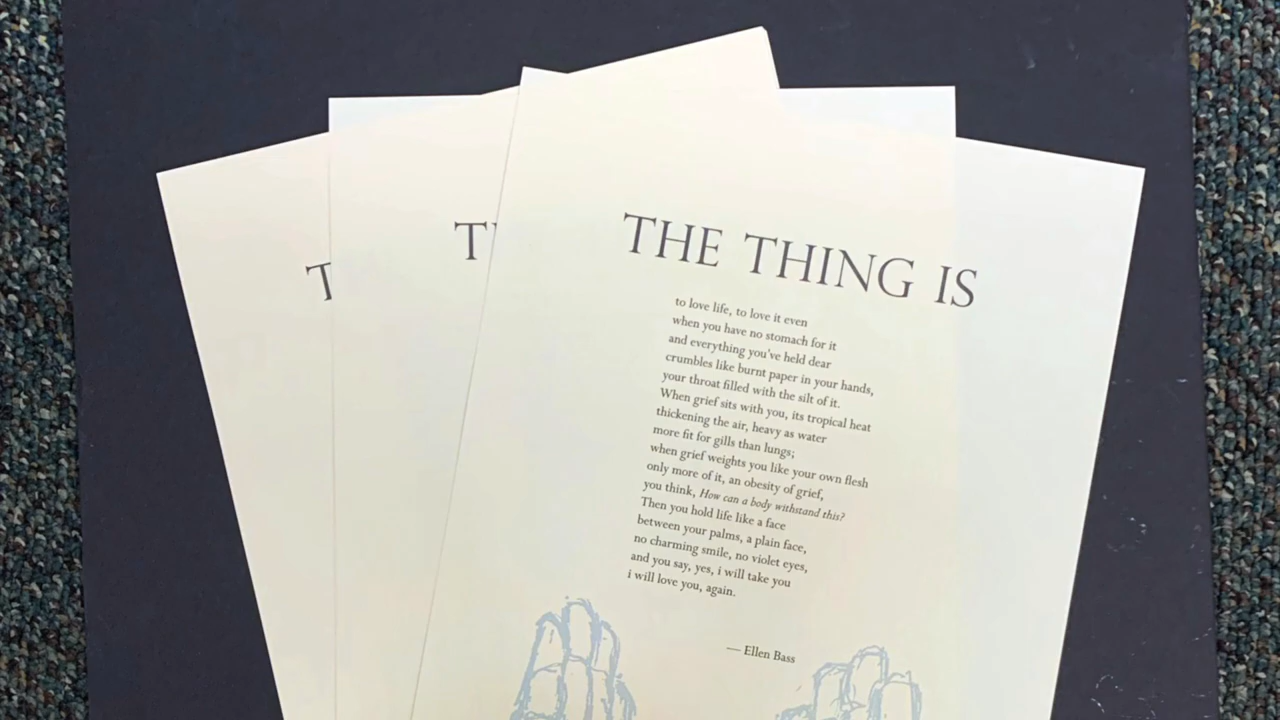 T
T
THE THING IS
to love life, to love it even
when you have no stomach for it
and everything you've held dear
crumbles like burnt paper in your hands,
your throat filled with the silt of it.
When grief sits with you, its tropical heat
thickening the air, heavy as water
more fit for gills than lungs;
when grief weights you like your own flesh
only more of it, an obesity of grief,
you think, How can a body withstand this?
Then you hold life like a face
between your palms, a plain face,
no charming smile, no violet eyes,
and you say, yes, i will take you
i will love you, again.
— Ellen Bass